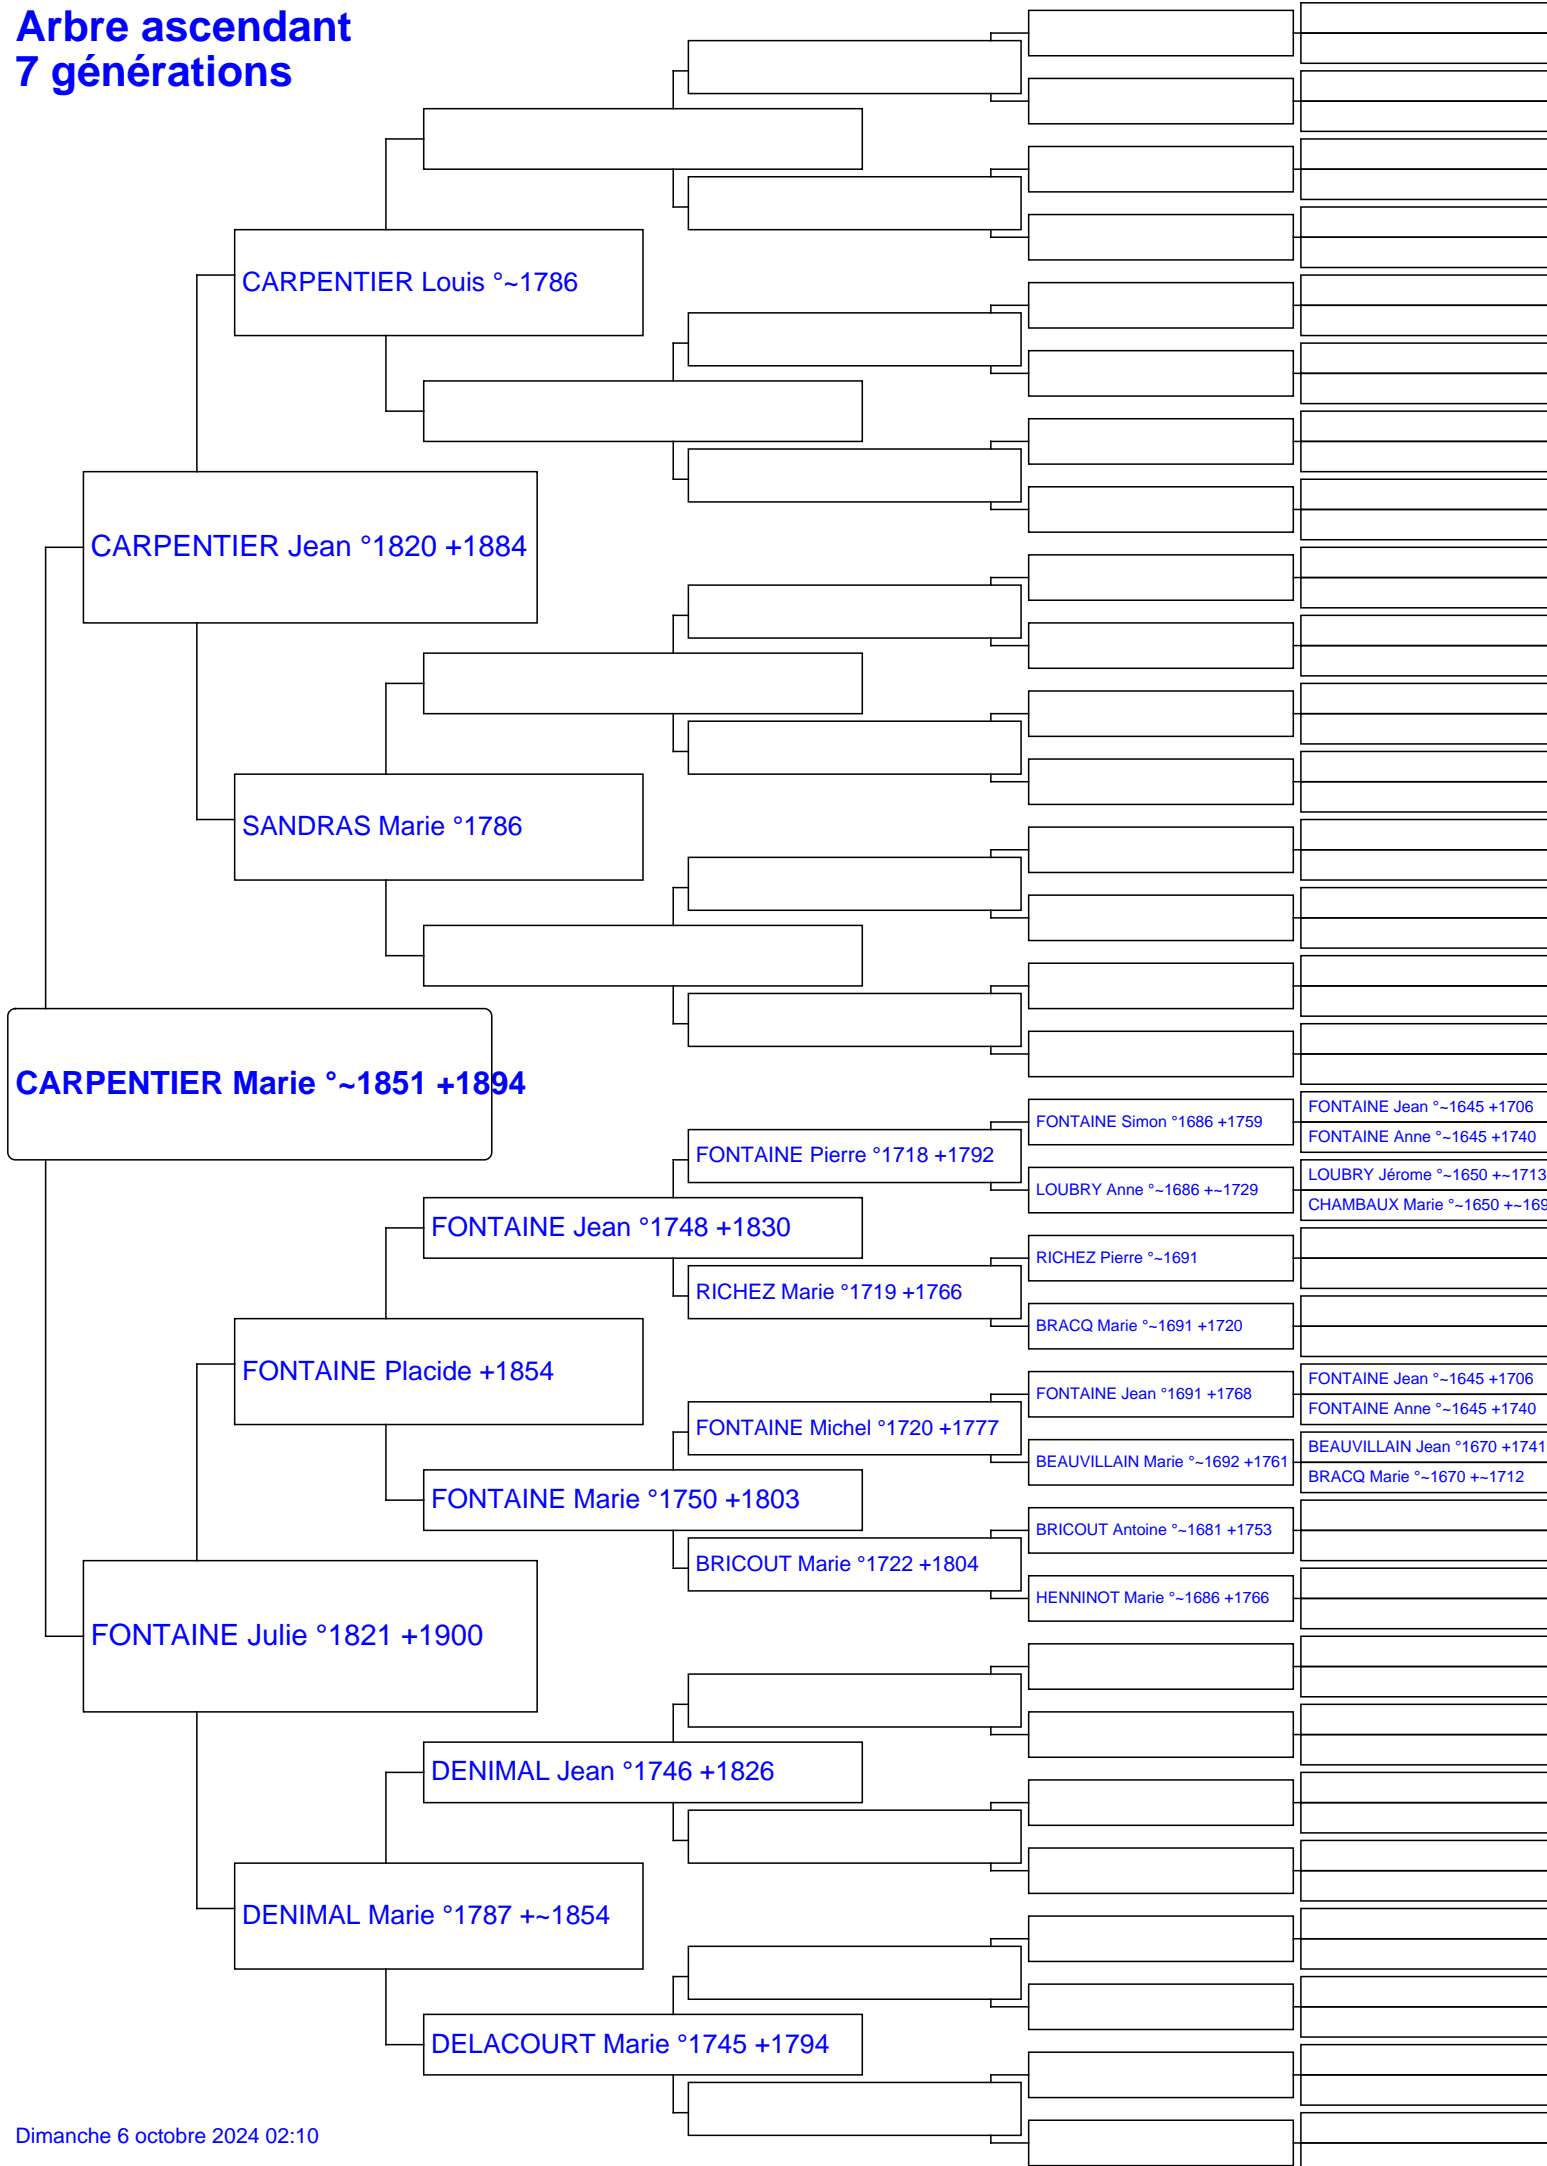 Arbre ascendant
7 générations
CARPENTIER Louis °~1786
CARPENTIER Jean °1820 +1884
SANDRAS Marie °1786
CARPENTIER Marie °~1851 +1894
FONTAINE Jean °~1645 +1706
FONTAINE Simon °1686 +1759
FONTAINE Anne °~1645 +1740
FONTAINE Pierre °1718 +1792
LOUBRY Jérome °~1650 +~1713
LOUBRY Anne °~1686 +~1729
CHAMBAUX Marie °~1650 +~169
FONTAINE Jean °1748 +1830
RICHEZ Pierre °~1691
RICHEZ Marie °1719 +1766
BRACQ Marie °~1691 +1720
FONTAINE Placide +1854
FONTAINE Jean °~1645 +1706
FONTAINE Jean °1691 +1768
FONTAINE Anne °~1645 +1740
FONTAINE Michel °1720 +1777
BEAUVILLAIN Jean °1670 +1741
BEAUVILLAIN Marie °~1692 +1761
BRACQ Marie °~1670 +~1712
FONTAINE Marie °1750 +1803
BRICOUT Antoine °~1681 +1753
BRICOUT Marie °1722 +1804
HENNINOT Marie °~1686 +1766
FONTAINE Julie °1821 +1900
DENIMAL Jean °1746 +1826
DENIMAL Marie °1787 +~1854
DELACOURT Marie °1745 +1794
Dimanche 6 octobre 2024 02:10